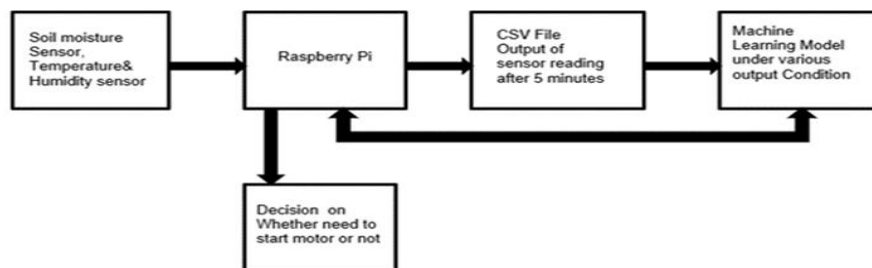 Soil moisture
Sensor,
Temperature&
Humidity sensor
Raspberry Pi
CSV File
Output of
sensor reading
after 5 minutes
Machine
Learning Model
under various
output Condition
Decision on
Whether need to
start motor or not